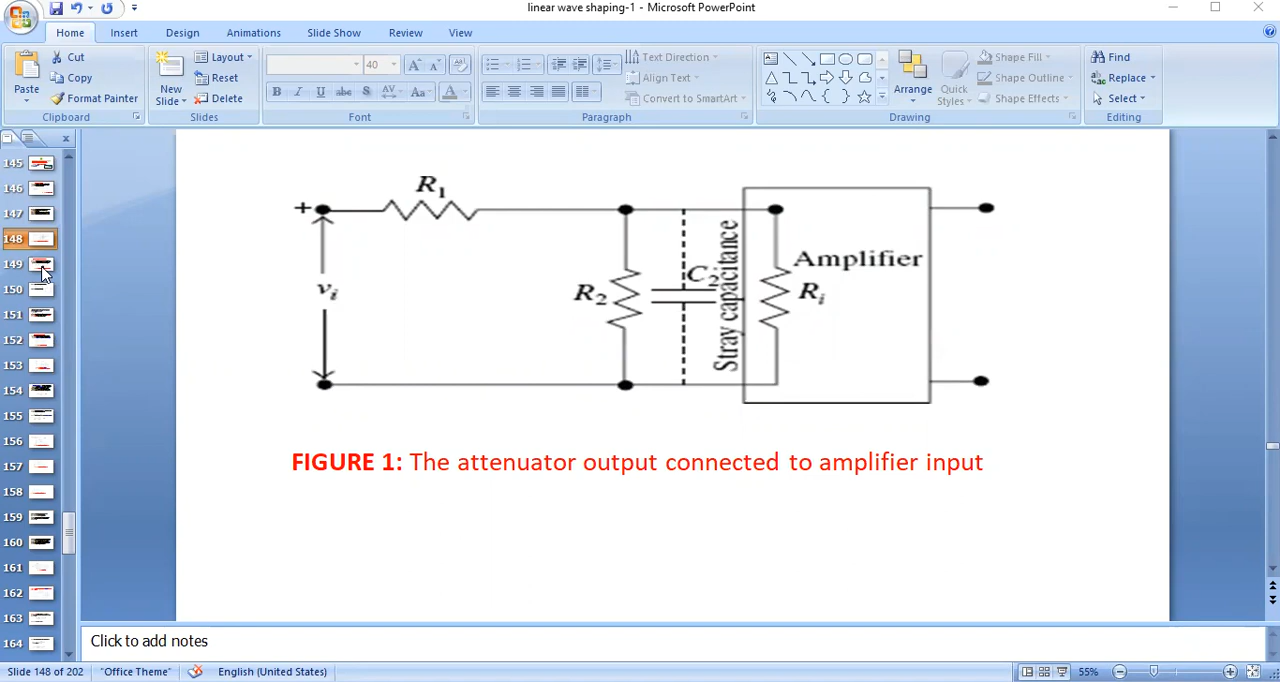 linear wave shaping-1 - Microsoft PowerPoint
Home Insert Design Animations Slide Show Review View
Paste
Cut
Copy
Format Painter
Clipboard
New Slide
Layout
Reset
Delete
Slides
40
B I U abc S AV Aa A
Font
Text Direction
Align Text
Convert to SmartArt
Paragraph
Arrange
Quick Styles
Shape Fill
Shape Outline
Shape Effects
Drawing
Find
Replace
Select
Editing
145
146
147
148
149
150
151
152
153
154
155
156
157
158
159
160
161
162
163
164
R1
+
vi
R2
C2
Stray capacitance
Amplifier
Ri
FIGURE 1: The attenuator output connected to amplifier input
Click to add notes
Slide 148 of 202 "Office Theme" English (United States) 55%